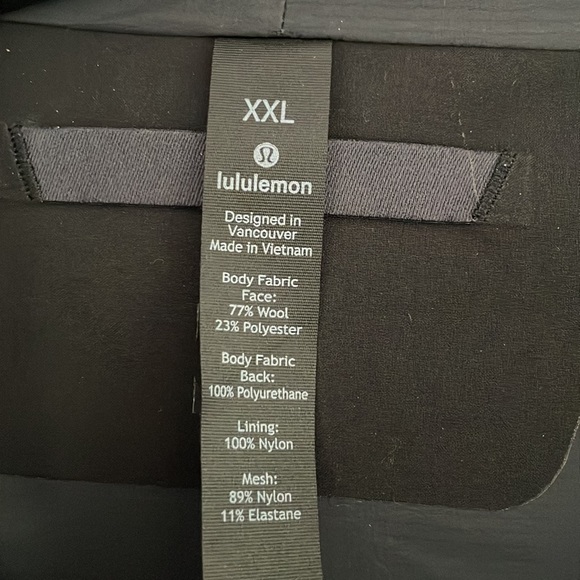 XXL
lululemon
Designed in
Vancouver
Made in Vietnam
Body Fabric
Face:
77% Wool
23% Polyester
Body Fabric
Back:
100% Polyurethane
Lining:
100% Nylon
Mesh:
89% Nylon
11% Elastane